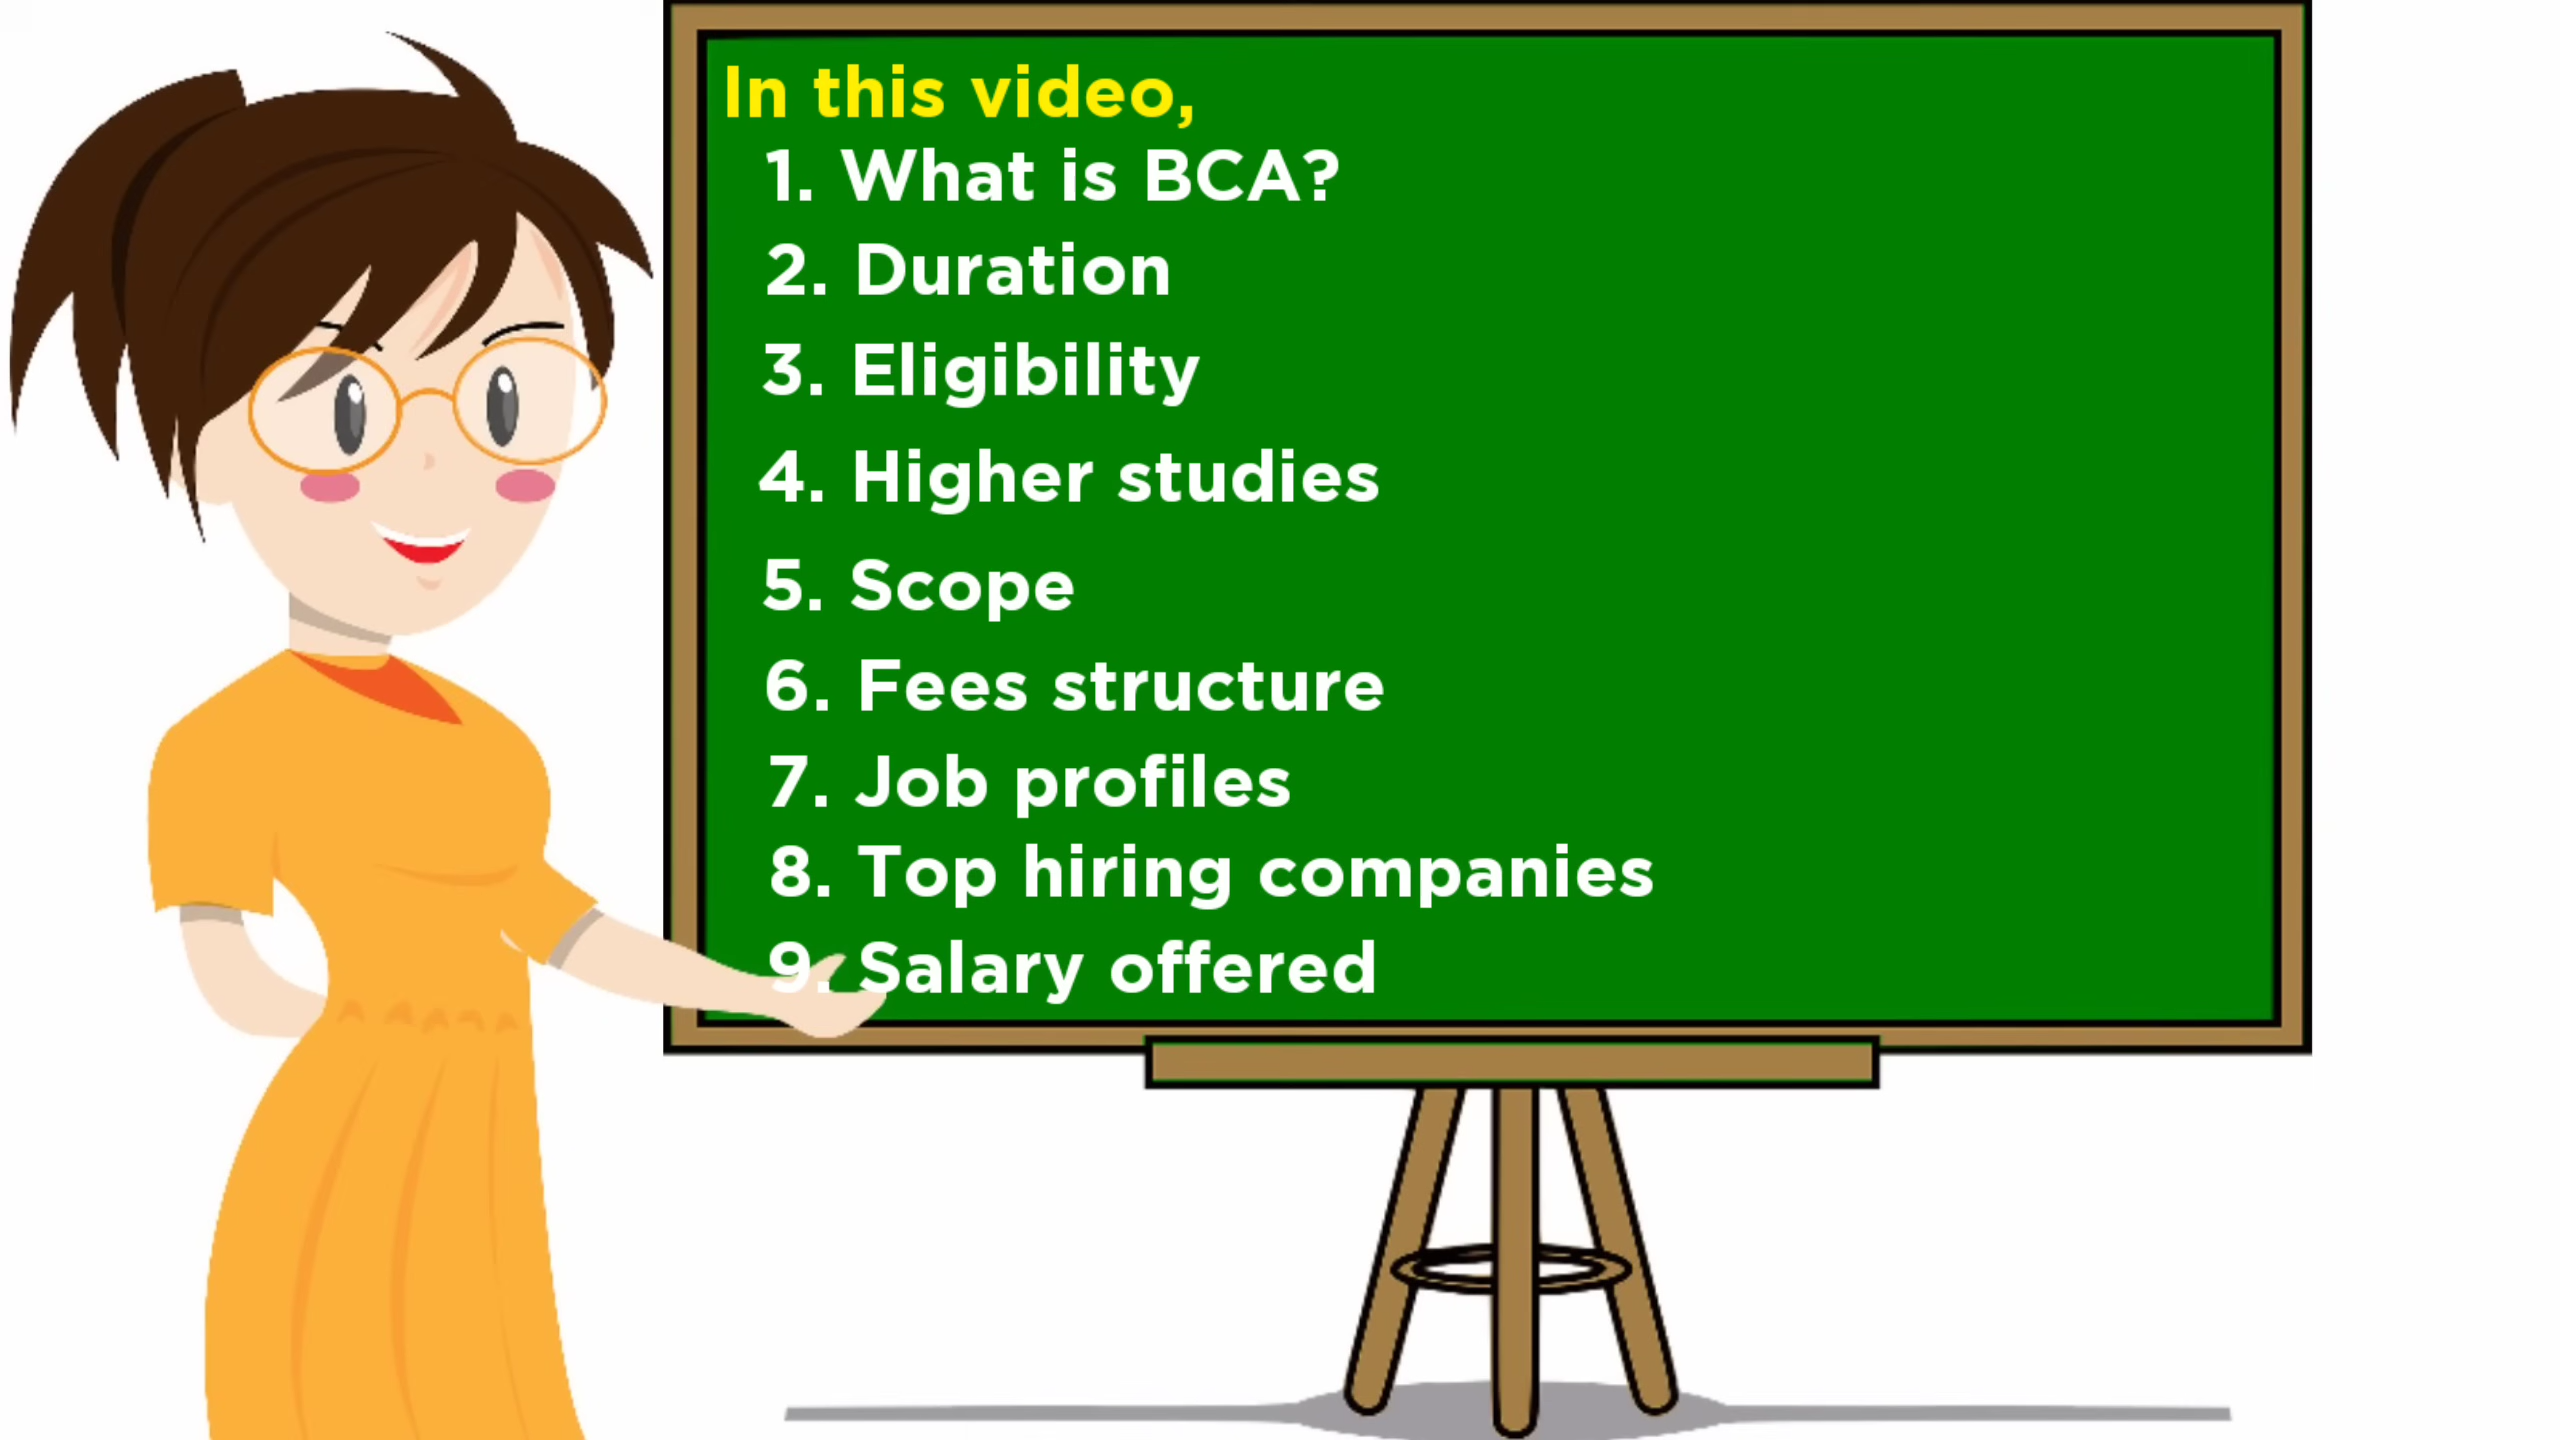 In this video,
1. What is BCA?
2. Duration
3. Eligibility
4. Higher studies
5. Scope
6. Fees structure
7. Job profiles
8. Top hiring companies
9. Salary offered